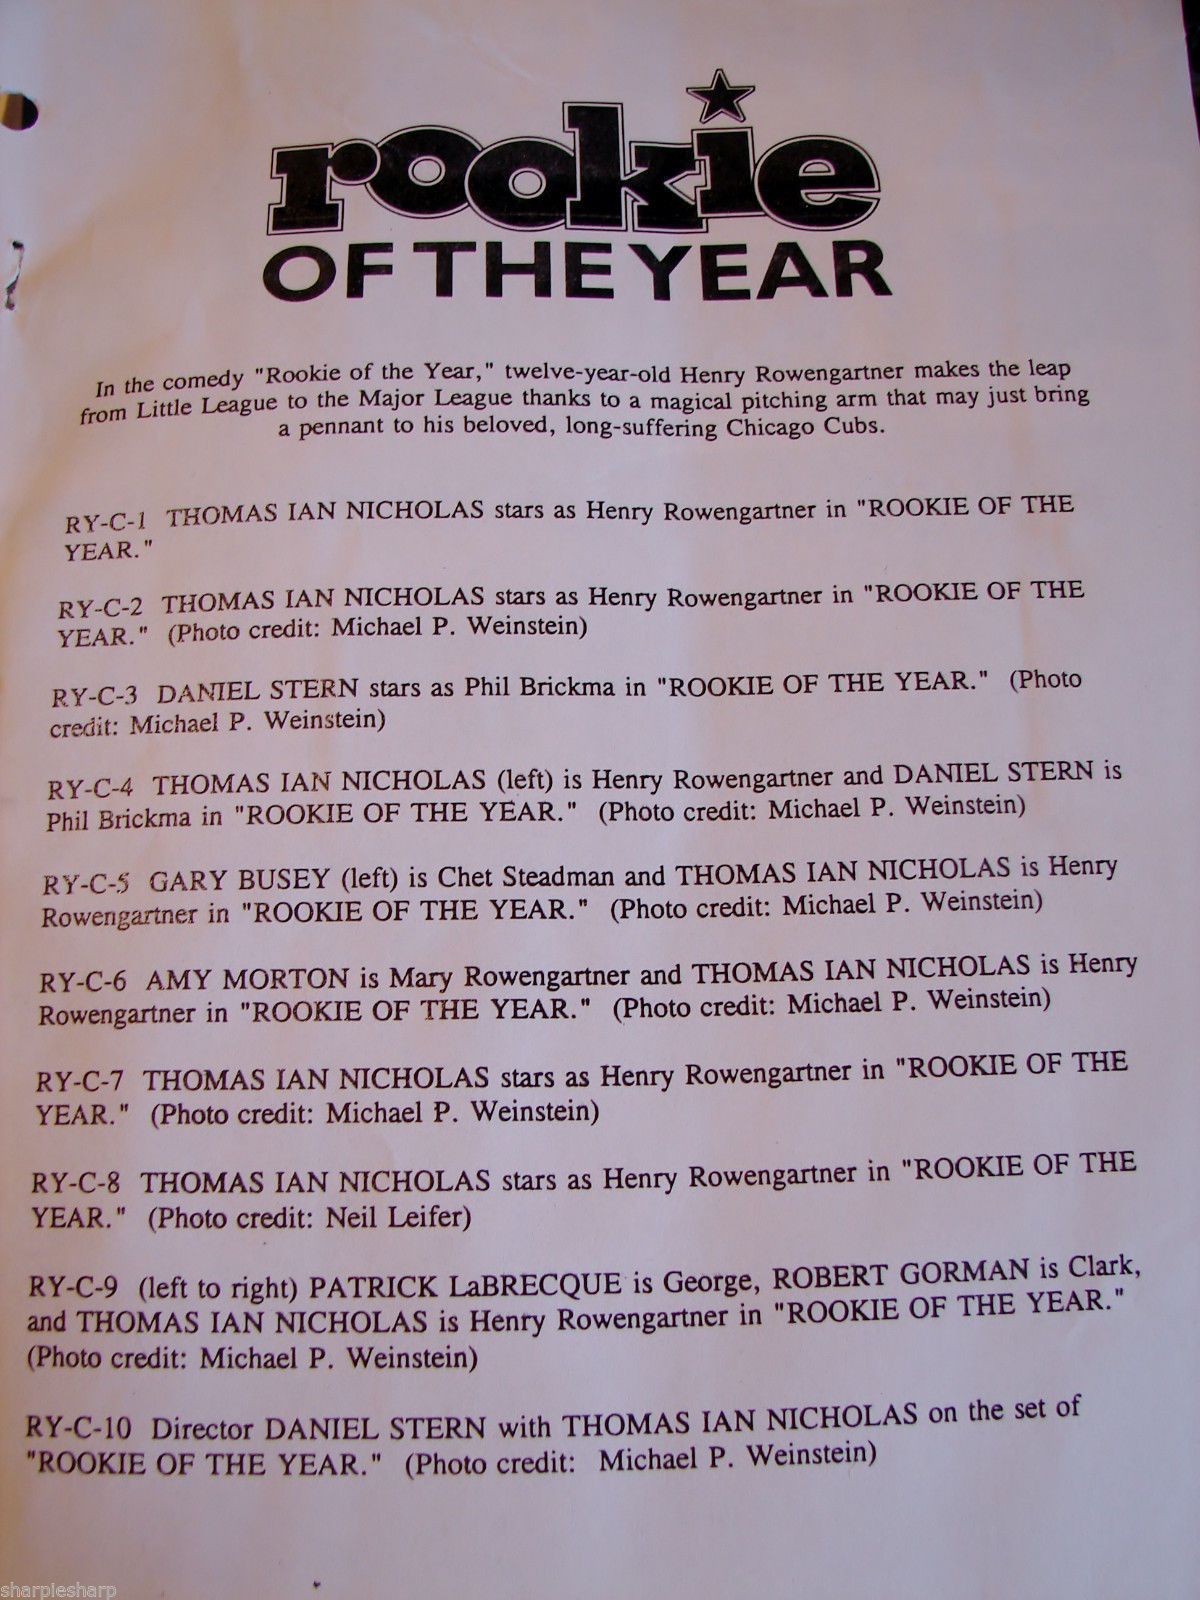 rookie
OF THE YEAR
In the comedy "Rookie of the Year," twelve-year-old Henry Rowengartner makes the leap
from Little League to the Major League thanks to a magical pitching arm that may just bring
a pennant to his beloved, long-suffering Chicago Cubs.
RY-C-1 THOMAS IAN NICHOLAS stars as Henry Rowengartner in "ROOKIE OF THE
YEAR."
RY-C-2 THOMAS IAN NICHOLAS stars as Henry Rowengartner in "ROOKIE OF THE
YEAR." (Photo credit: Michael P. Weinstein)
RY-C-3 DANIEL STERN stars as Phil Brickma in "ROOKIE OF THE YEAR." (Photo
credit: Michael P. Weinstein)
RY-C-4 THOMAS IAN NICHOLAS (left) is Henry Rowengartner and DANIEL STERN is
Phil Brickma in "ROOKIE OF THE YEAR." (Photo credit: Michael P. Weinstein)
RY-C-5 GARY BUSEY (left) is Chet Steadman and THOMAS IAN NICHOLAS is Henry
Rowengartner in "ROOKIE OF THE YEAR." (Photo credit: Michael P. Weinstein)
RY-C-6 AMY MORTON is Mary Rowengartner and THOMAS IAN NICHOLAS is Henry
Rowengartner in "ROOKIE OF THE YEAR." (Photo credit: Michael P. Weinstein)
RY-C-7 THOMAS IAN NICHOLAS stars as Henry Rowengartner in "ROOKIE OF THE
YEAR." (Photo credit: Michael P. Weinstein)
RY-C-8 THOMAS IAN NICHOLAS stars as Henry Rowengartner in "ROOKIE OF THE
YEAR." (Photo credit: Neil Leifer)
RY-C-9 (left to right) PATRICK LaBRECQUE is George, ROBERT GORMAN is Clark,
and THOMAS IAN NICHOLAS is Henry Rowengartner in "ROOKIE OF THE YEAR."
(Photo credit: Michael P. Weinstein)
RY-C-10 Director DANIEL STERN with THOMAS IAN NICHOLAS on the set of
"ROOKIE OF THE YEAR." (Photo credit: Michael P. Weinstein)
sharplesharp